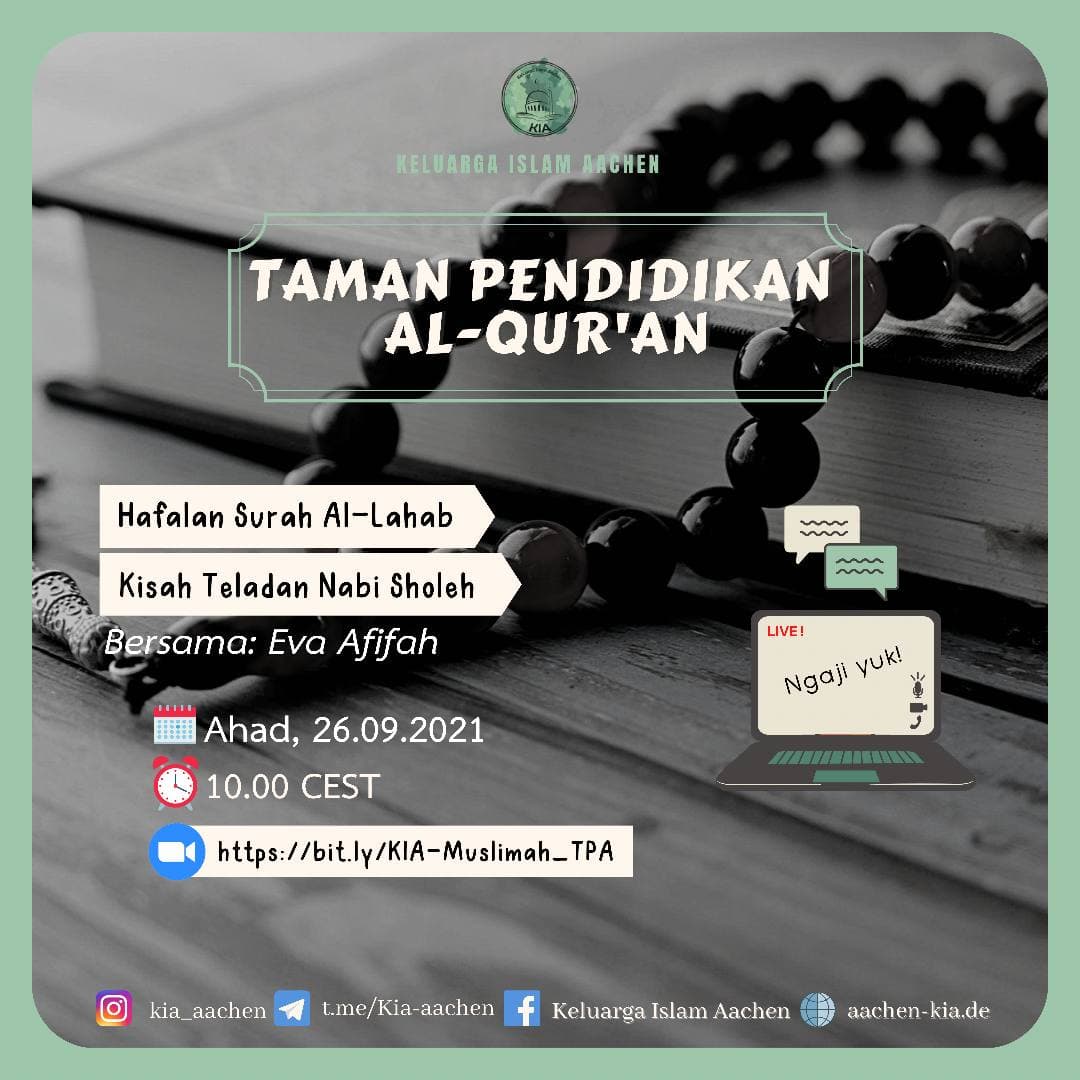 KIA
KELUARGA ISLAM AACHEN
TAMAN PENDIDIKAN
AL-QUR'AN
Hafalan Surah Al-Lahab
Kisah Teladan Nabi Sholeh
Bersama: Eva Afifah
Ahad, 26.09.2021
10.00 CEST
https://bit.ly/KIA-Muslimah_TPA
LIVE!
Ngaji yuk!
kia_aachen
t.me/Kia-aachen
Keluarga Islam Aachen
aachen-kia.de